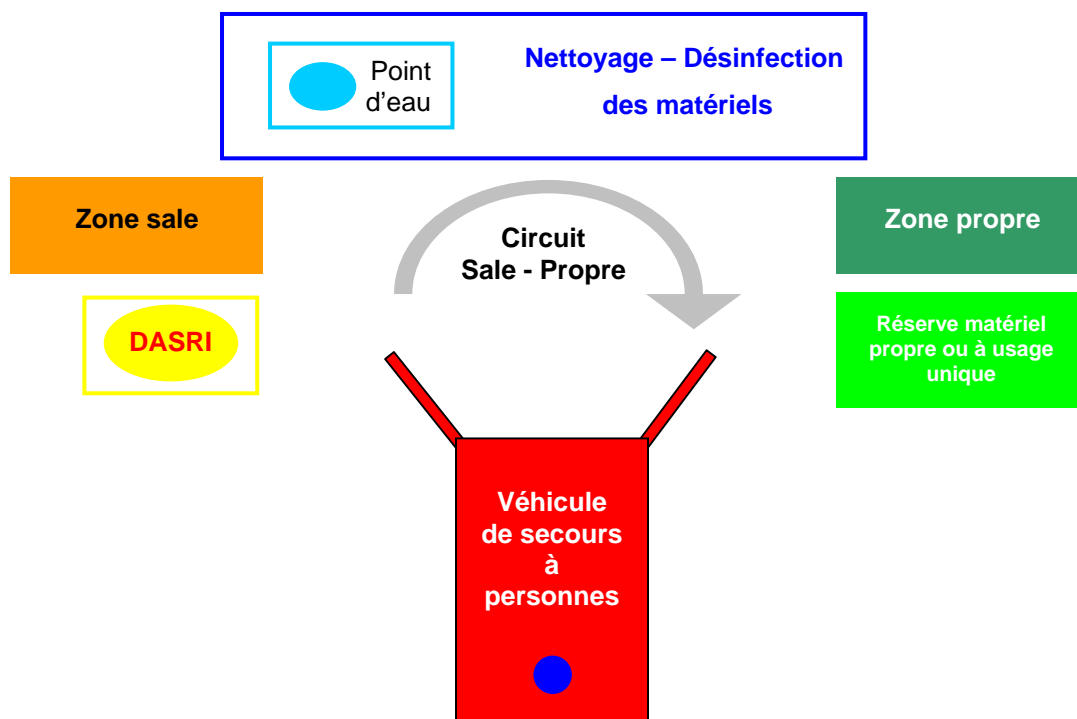 Point
d’eau
Nettoyage – Désinfection
des matériels
Zone sale
Circuit
Sale - Propre
Zone propre
DASRI
Réserve matériel
propre ou à usage
unique
Véhicule
de secours
à
personnes